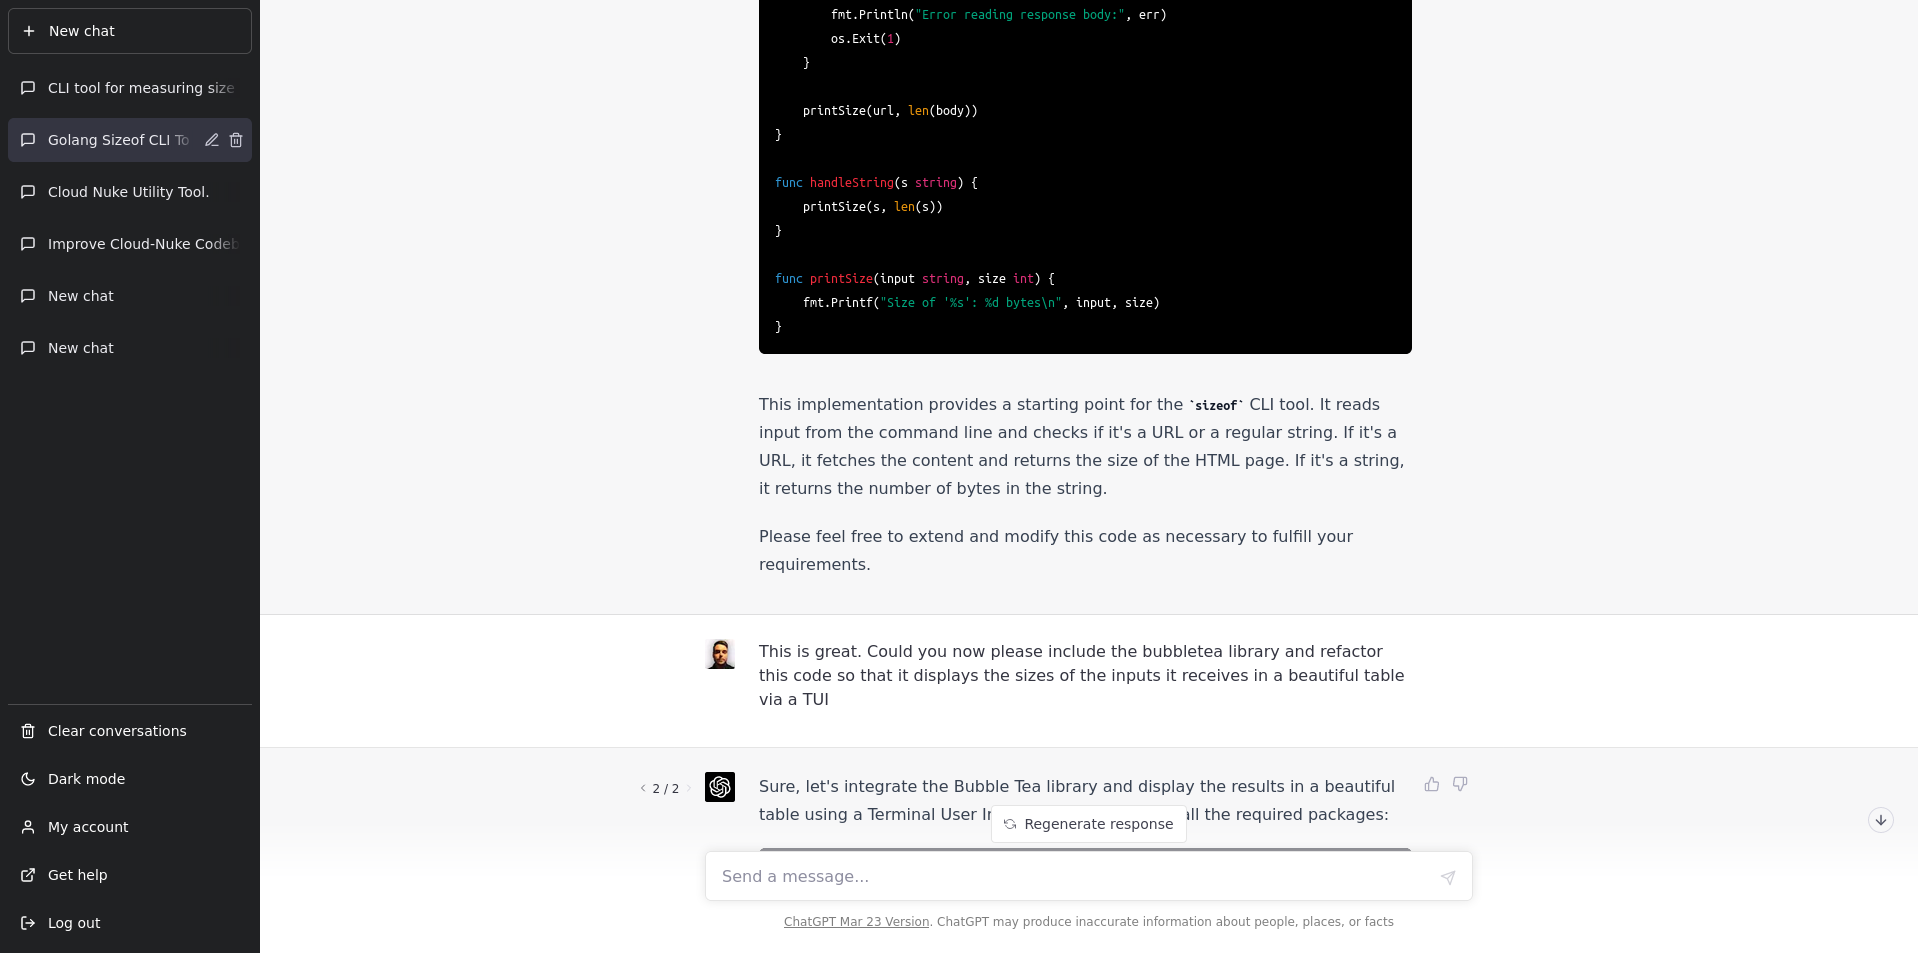 New chat
CLI tool for measuring size
Golang Sizeof CLI To
Cloud Nuke Utility Tool.
Improve Cloud-Nuke Codeb
New chat
New chat
Clear conversations
Dark mode
My account
Get help
Log out
fmt.Println("Error reading response body:", err)
os.Exit(1)
}
printSize(url, len(body))
}
func handleString(s string) {
printSize(s, len(s))
}
func printSize(input string, size int) {
fmt.Printf("Size of '%s': %d bytes\n", input, size)
}
This implementation provides a starting point for the `sizeof` CLI tool. It reads
input from the command line and checks if it's a URL or a regular string. If it's a
URL, it fetches the content and returns the size of the HTML page. If it's a string,
it returns the number of bytes in the string.
Please feel free to extend and modify this code as necessary to fulfill your
requirements.
This is great. Could you now please include the bubbletea library and refactor
this code so that it displays the sizes of the inputs it receives in a beautiful table
via a TUI
2 / 2
Sure, let's integrate the Bubble Tea library and display the results in a beautiful
table using a Terminal User all the required packages:
Regenerate response
Send a message...
ChatGPT Mar 23 Version. ChatGPT may produce inaccurate information about people, places, or facts